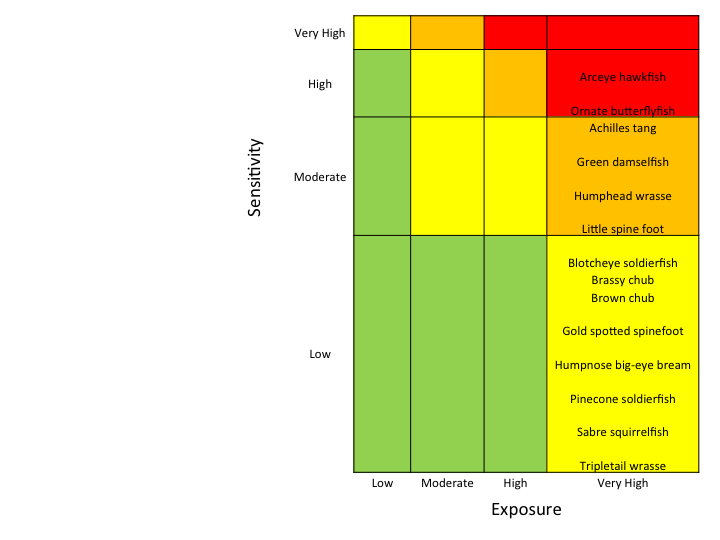 Very High
High
Arceye hawkfish
Ornate butterflyfish
Achilles tang
Green damselfish
Sensitivity
Moderate
Humphead wrasse
Little spine foot
Blotcheye soldierfish
Brassy chub
Brown chub
Gold spotted spinefoot
Low
Humpnose big-eye bream
Pinecone soldierfish
Sabre squirrelfish
Tripletail wrasse
Low Moderate High Very High
Exposure